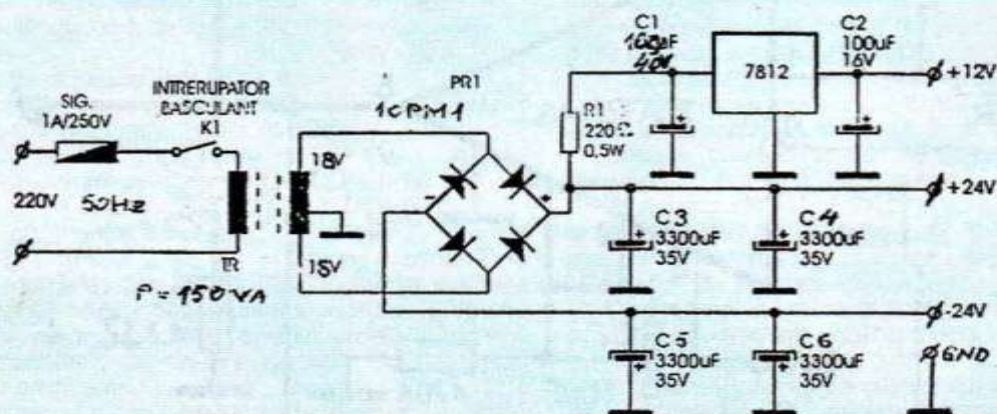 C1
40V
7812
C2
100uF
16V
+12V
SIG.
1A/250V
INTRERUPATOR
BASCULANT
K1
PR1
1CPM1
R1
220Ω
0,5W
18V
-
+
+24V
220V
50Hz
C3
3300uF
35V
C4
3300uF
35V
TR
18V
P=150VA
-24V
C5
3300uF
35V
C6
3300uF
35V
GND